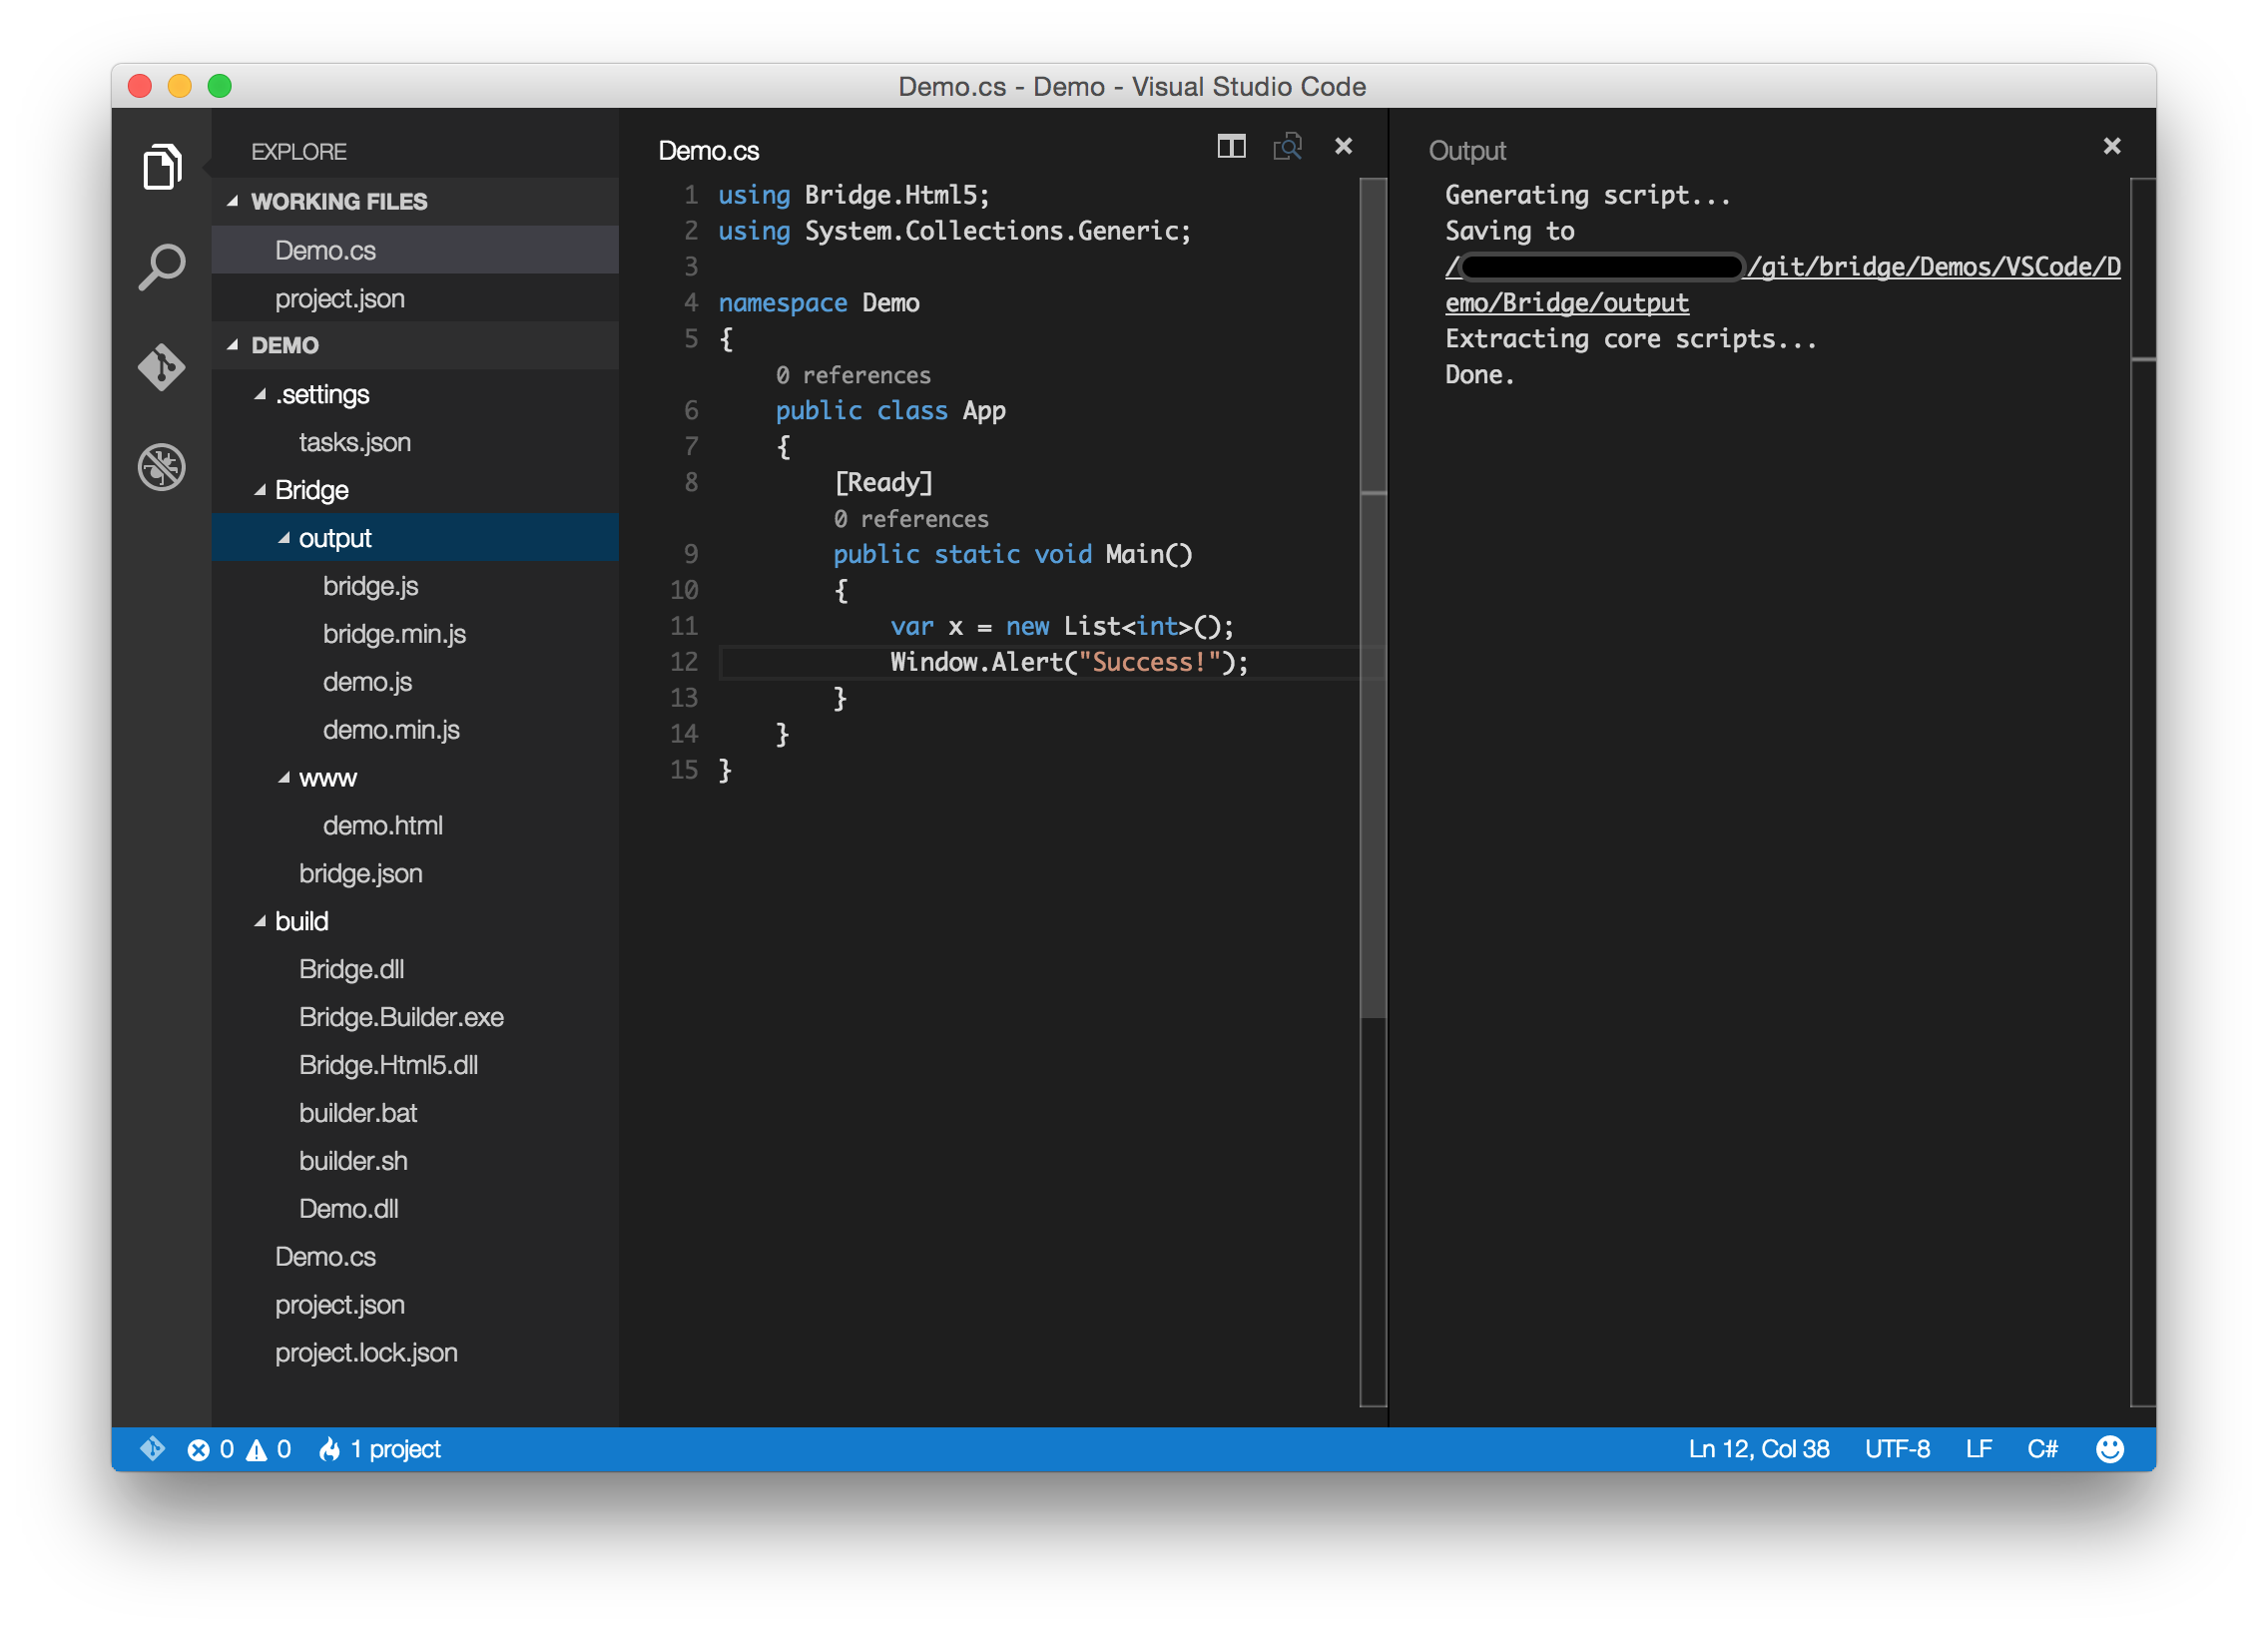 Demo.cs - Demo - Visual Studio Code
EXPLORE
WORKING FILES
Demo.cs
project.json
DEMO
.settings
tasks.json
Bridge
output
bridge.js
bridge.min.js
demo.js
demo.min.js
www
demo.html
bridge.json
build
Bridge.dll
Bridge.Builder.exe
Bridge.Html5.dll
builder.bat
builder.sh
Demo.dll
Demo.cs
project.json
project.lock.json
Demo.cs
1 using Bridge.Html5;
2 using System.Collections.Generic;
3
4 namespace Demo
5 {
0 references
6 public class App
7 {
8 [Ready]
0 references
9 public static void Main()
10 {
11 var x = new List<int>();
12 Window.Alert("Success!");
13 }
14 }
15 }
Output
Generating script...
Saving to
/ /git/bridge/Demos/VSCode/D
emo/Bridge/output
Extracting core scripts...
Done.
0 0 1 project
Ln 12, Col 38 UTF-8 LF C#